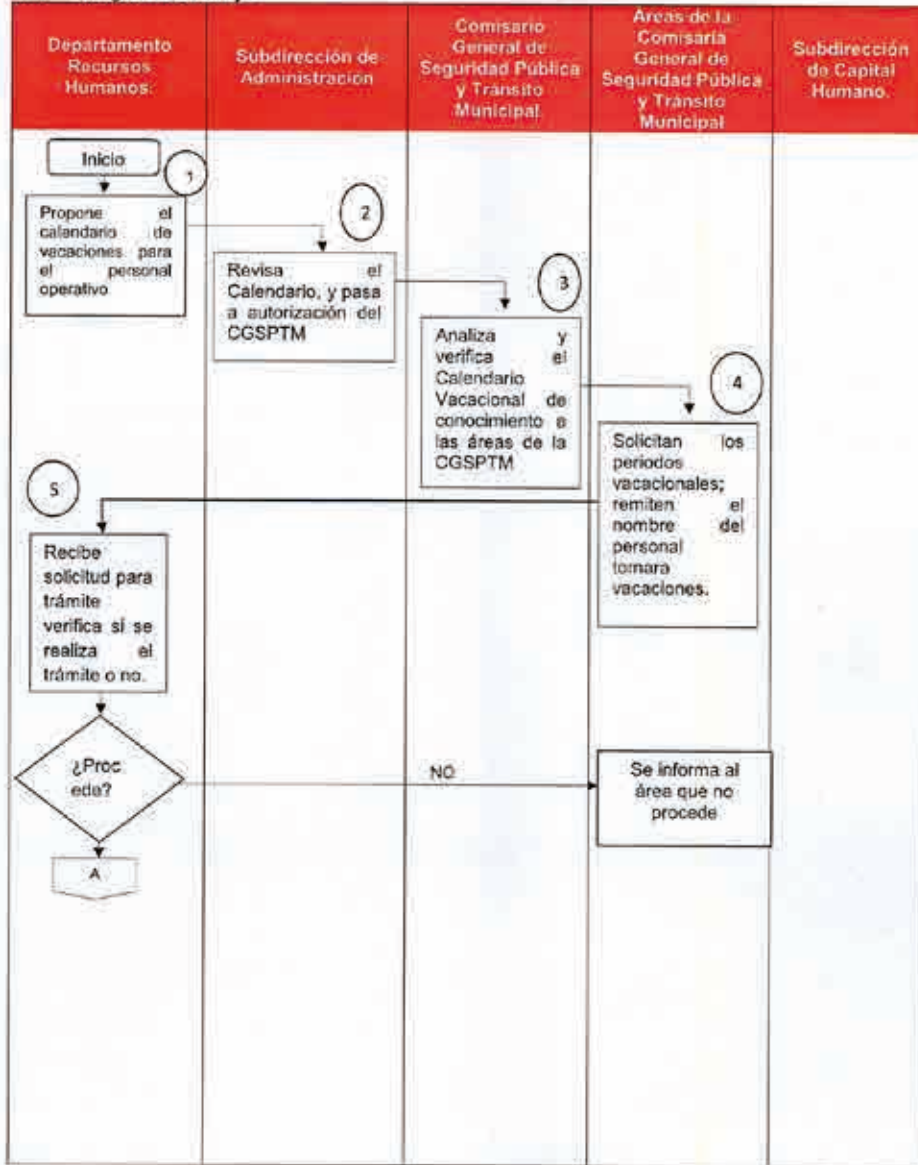 Departamento
Recursos
Humanos.
Subdirección de
Administración
Comisario
General de
Seguridad Pública
y Tránsito
Municipal
Áreas de la
Comisaría
General de
Seguridad Pública
y Tránsito
Municipal
Subdirección
de Capital
Humano.
Inicio
1
Propone el
calendario de
vacaciones para
el personal
operativo
2
Revisa el
Calendario, y pasa
a autorización del
CGSPTM
3
Analiza y
verifica el
Calendario
Vacacional de
conocimiento a
las áreas de la
CGSPTM
4
Solicitan los
periodos
vacacionales;
remiten el
nombre del
personal
tomara
vacaciones.
5
Recibe
solicitud para
trámite
verifica si se
realiza el
trámite o no.
¿Proc
ede?
NO
Se informa al
área que no
procede
A